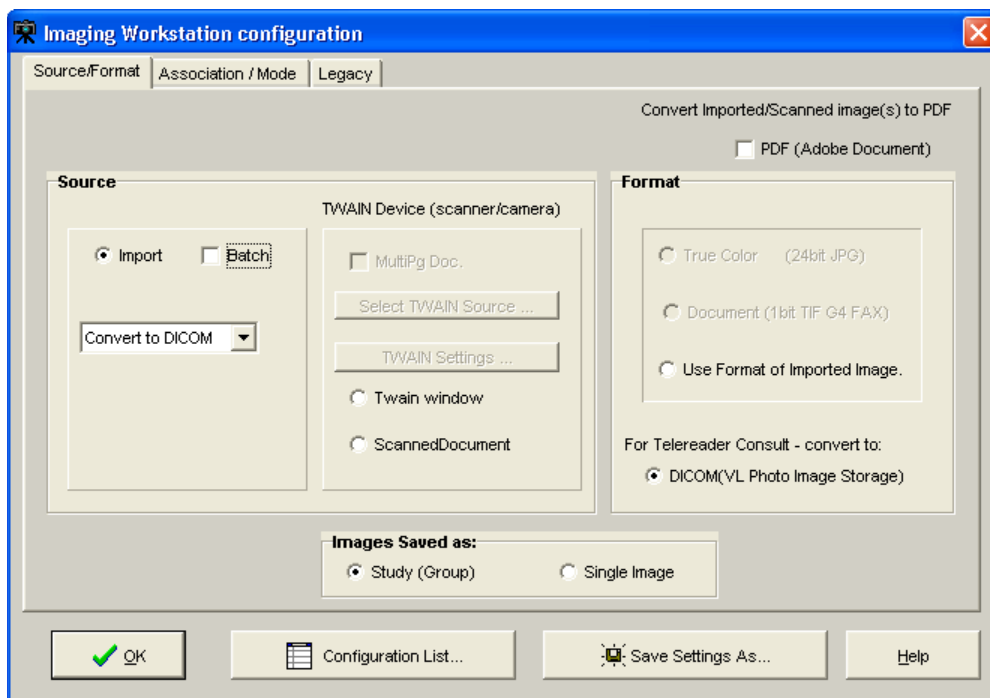 Imaging Workstation configuration
Source/Format
Association / Mode
Legacy
Convert Imported/Scanned image(s) to PDF
PDF (Adobe Document)
Source
TWAIN Device (scanner/camera)
Import
Batch
Convert to DICOM
MultiPg Doc.
Select TWAIN Source ...
TWAIN Settings ...
Twain window
ScannedDocument
Format
True Color (24bit JPG)
Document (1bit TIF G4 FAX)
Use Format of Imported Image.
For Telereader Consult - convert to:
DICOM(VL Photo Image Storage)
Images Saved as:
Study (Group)
Single Image
OK
Configuration List...
Save Settings As...
Help